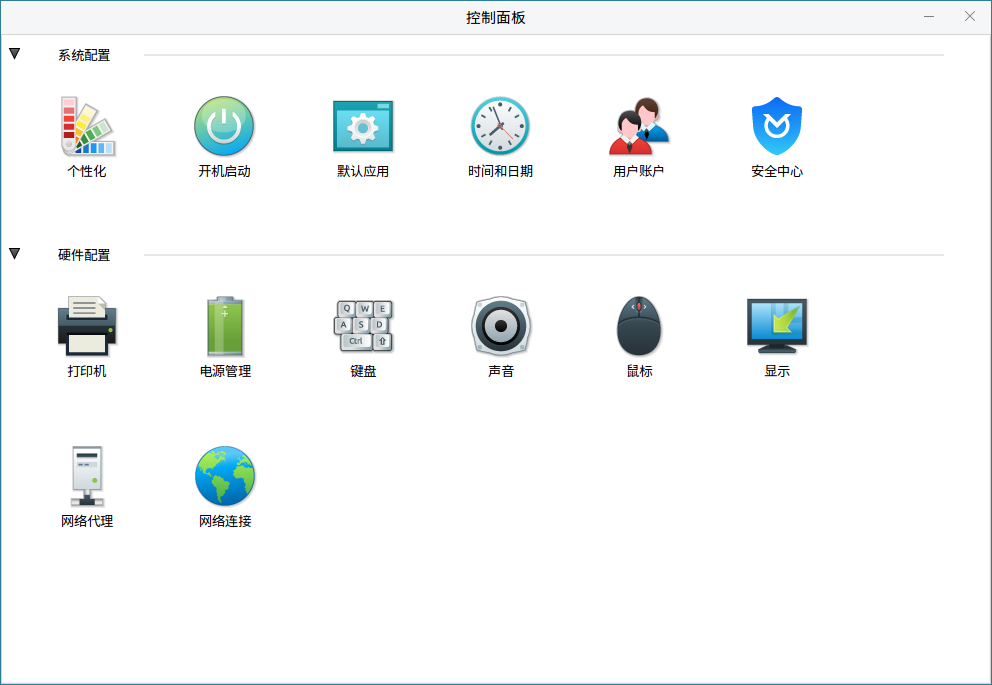 控制面板
系统配置
个性化 开机启动 默认应用 时间和日期 用户账户 安全中心
硬件配置
Q W E
A S D
Ctrl
打印机 电源管理 键盘 声音 鼠标 显示
网络代理 网络连接